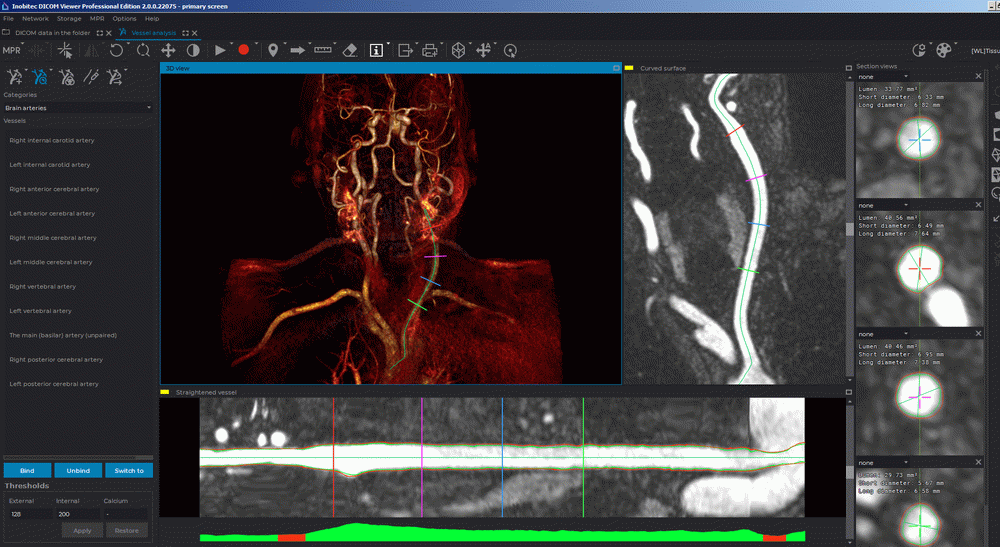 Inobitec DICOM Viewer Professional Edition 2.0.0.22075 - primary screen
File Network Storage MPR Options Help
DICOM data in the folder Vessel analysis
MPR
[WL]Tissu
Categories
Brain arteries
Vessels
Right internal carotid artery
Left internal carotid artery
Right anterior cerebral artery
Left anterior cerebral artery
Right middle cerebral artery
Left middle cerebral artery
Right vertebral artery
Left vertebral artery
The main (basilar) artery (unpaired)
Right posterior cerebral artery
Left posterior cerebral artery
Bind Unbind Switch to
Thresholds
External Internal Calcium
128 200 -
Apply Restore
3D view
Curved surface
Straightened vessel
Section views
none
Lumen: 33.77 mm²
Short diameter: 6.33 mm
Long diameter: 6.82 mm
none
Lumen: 40.56 mm²
Short diameter: 6.49 mm
Long diameter: 7.64 mm
none
Lumen: 40.46 mm²
Short diameter: 6.95 mm
Long diameter: 7.38 mm
none
Lumen: 29.73 mm²
Short diameter: 5.67 mm
Long diameter: 6.58 mm